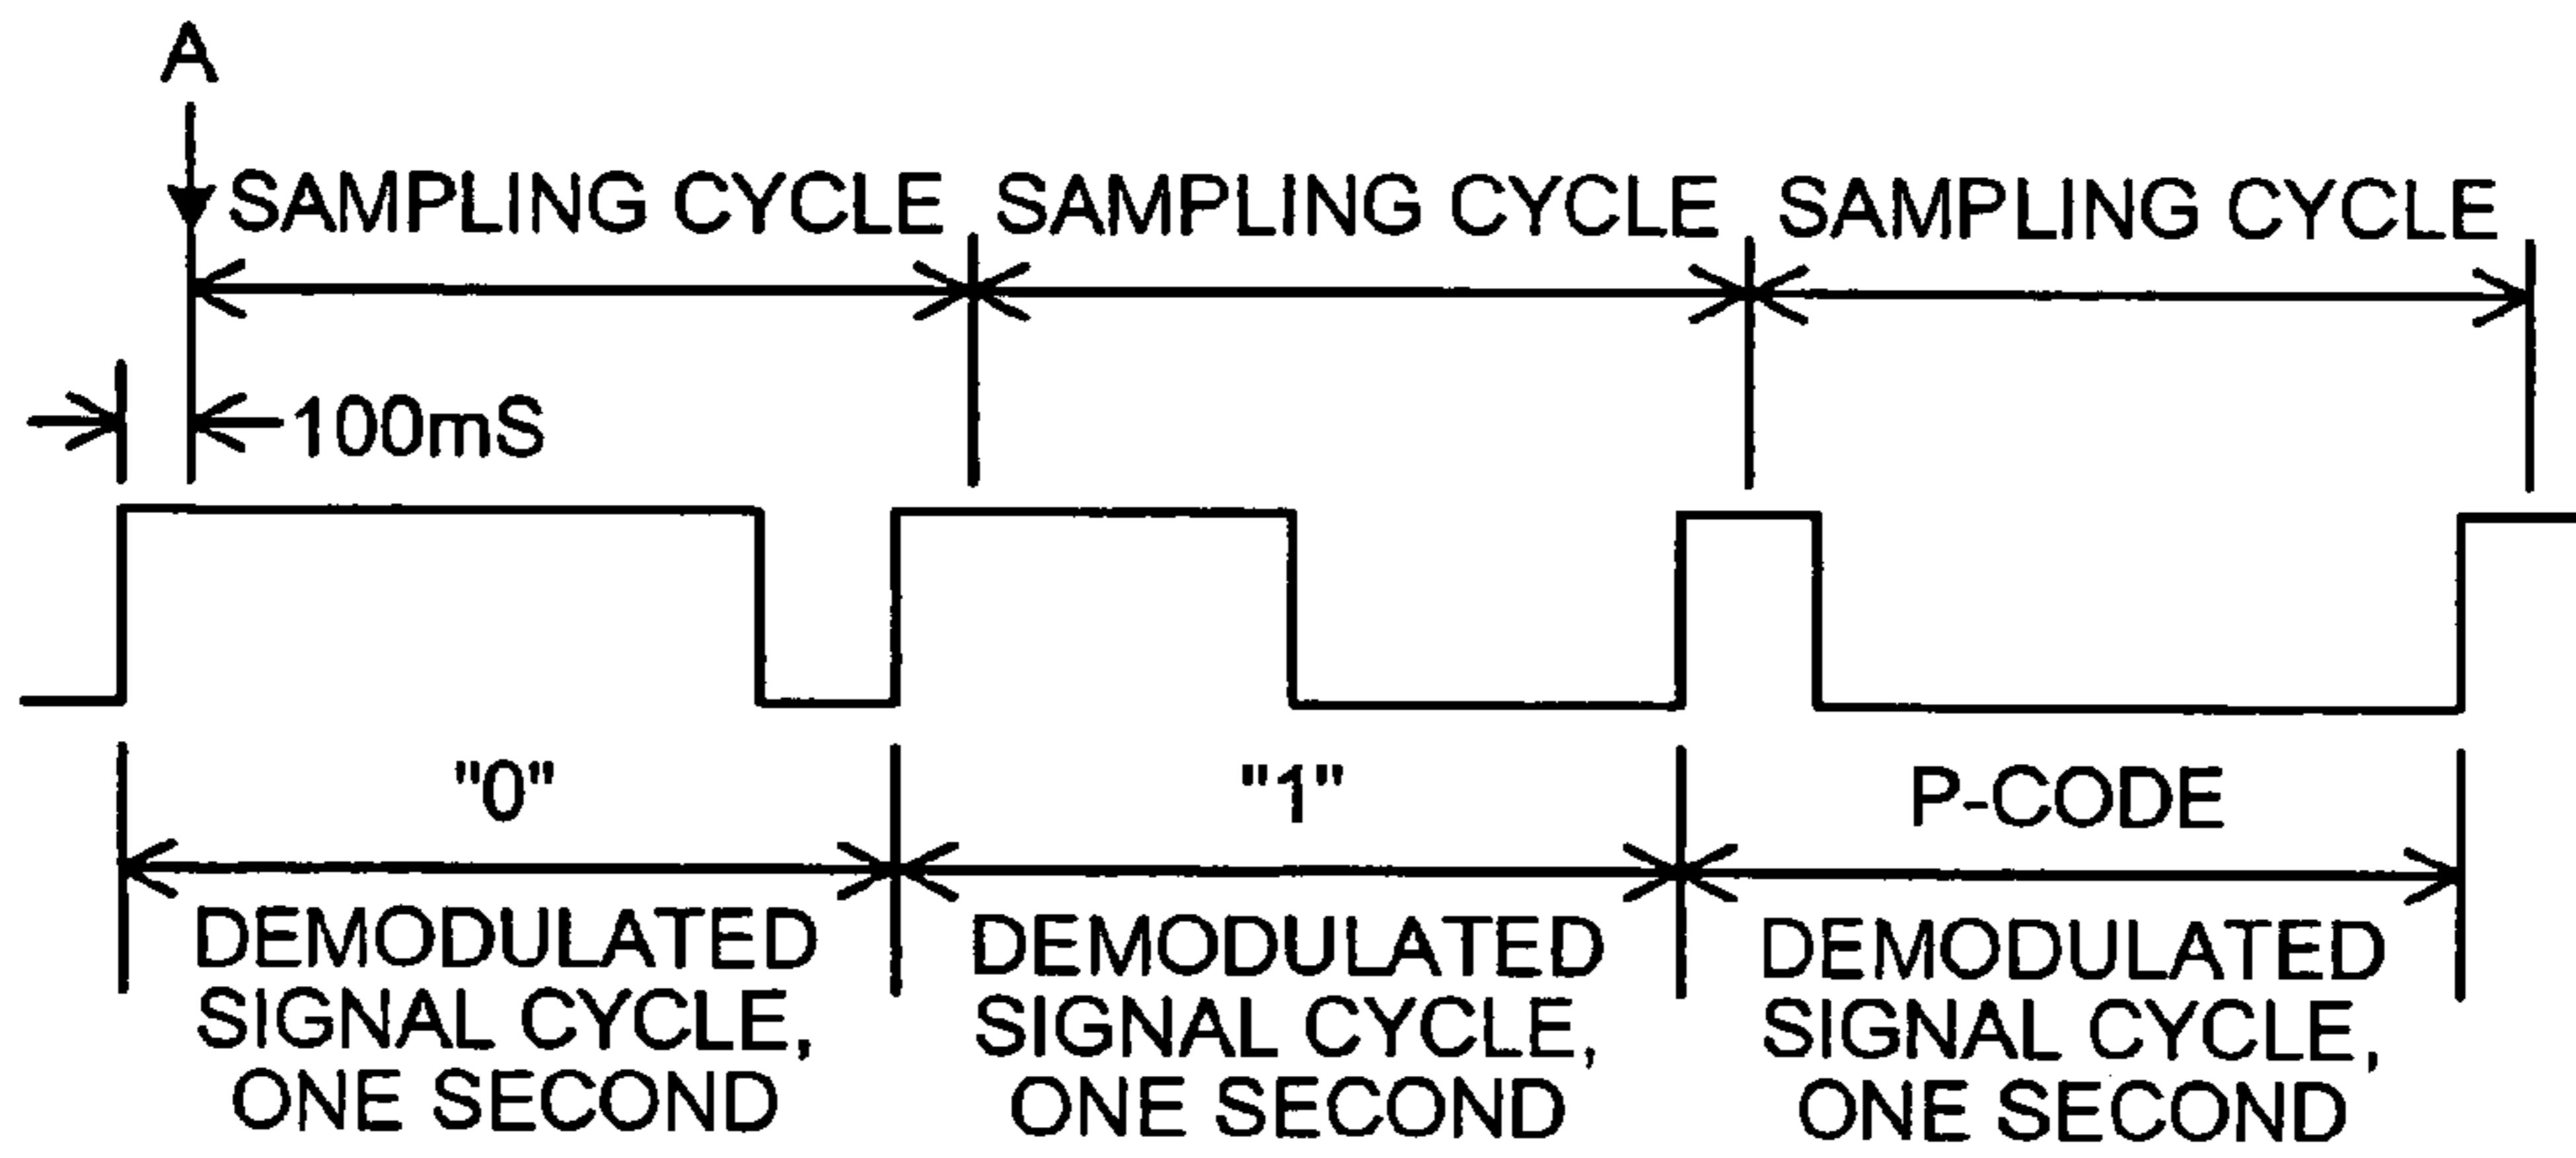 A
SAMPLING CYCLE SAMPLING CYCLE SAMPLING CYCLE
100mS
"0" "1" P-CODE
DEMODULATED DEMODULATED DEMODULATED
SIGNAL CYCLE, SIGNAL CYCLE, SIGNAL CYCLE,
ONE SECOND ONE SECOND ONE SECOND